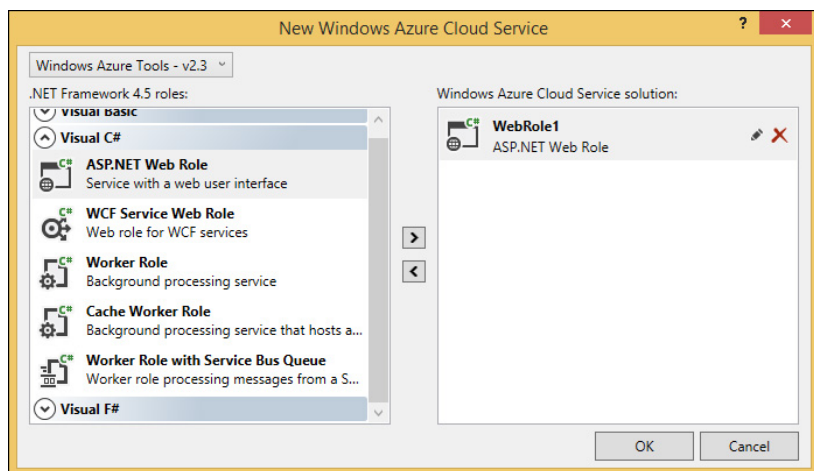 New Windows Azure Cloud Service
?
×
Windows Azure Tools - v2.3
.NET Framework 4.5 roles:
Visual Basic
Visual C#
C#
ASP.NET Web Role
Service with a web user interface
C#
WCF Service Web Role
Web role for WCF services
C#
Worker Role
Background processing service
C#
Cache Worker Role
Background processing service that hosts a...
C#
Worker Role with Service Bus Queue
Worker role processing messages from a S...
Visual F#
>
<
Windows Azure Cloud Service solution:
C#
WebRole1
ASP.NET Web Role
OK
Cancel